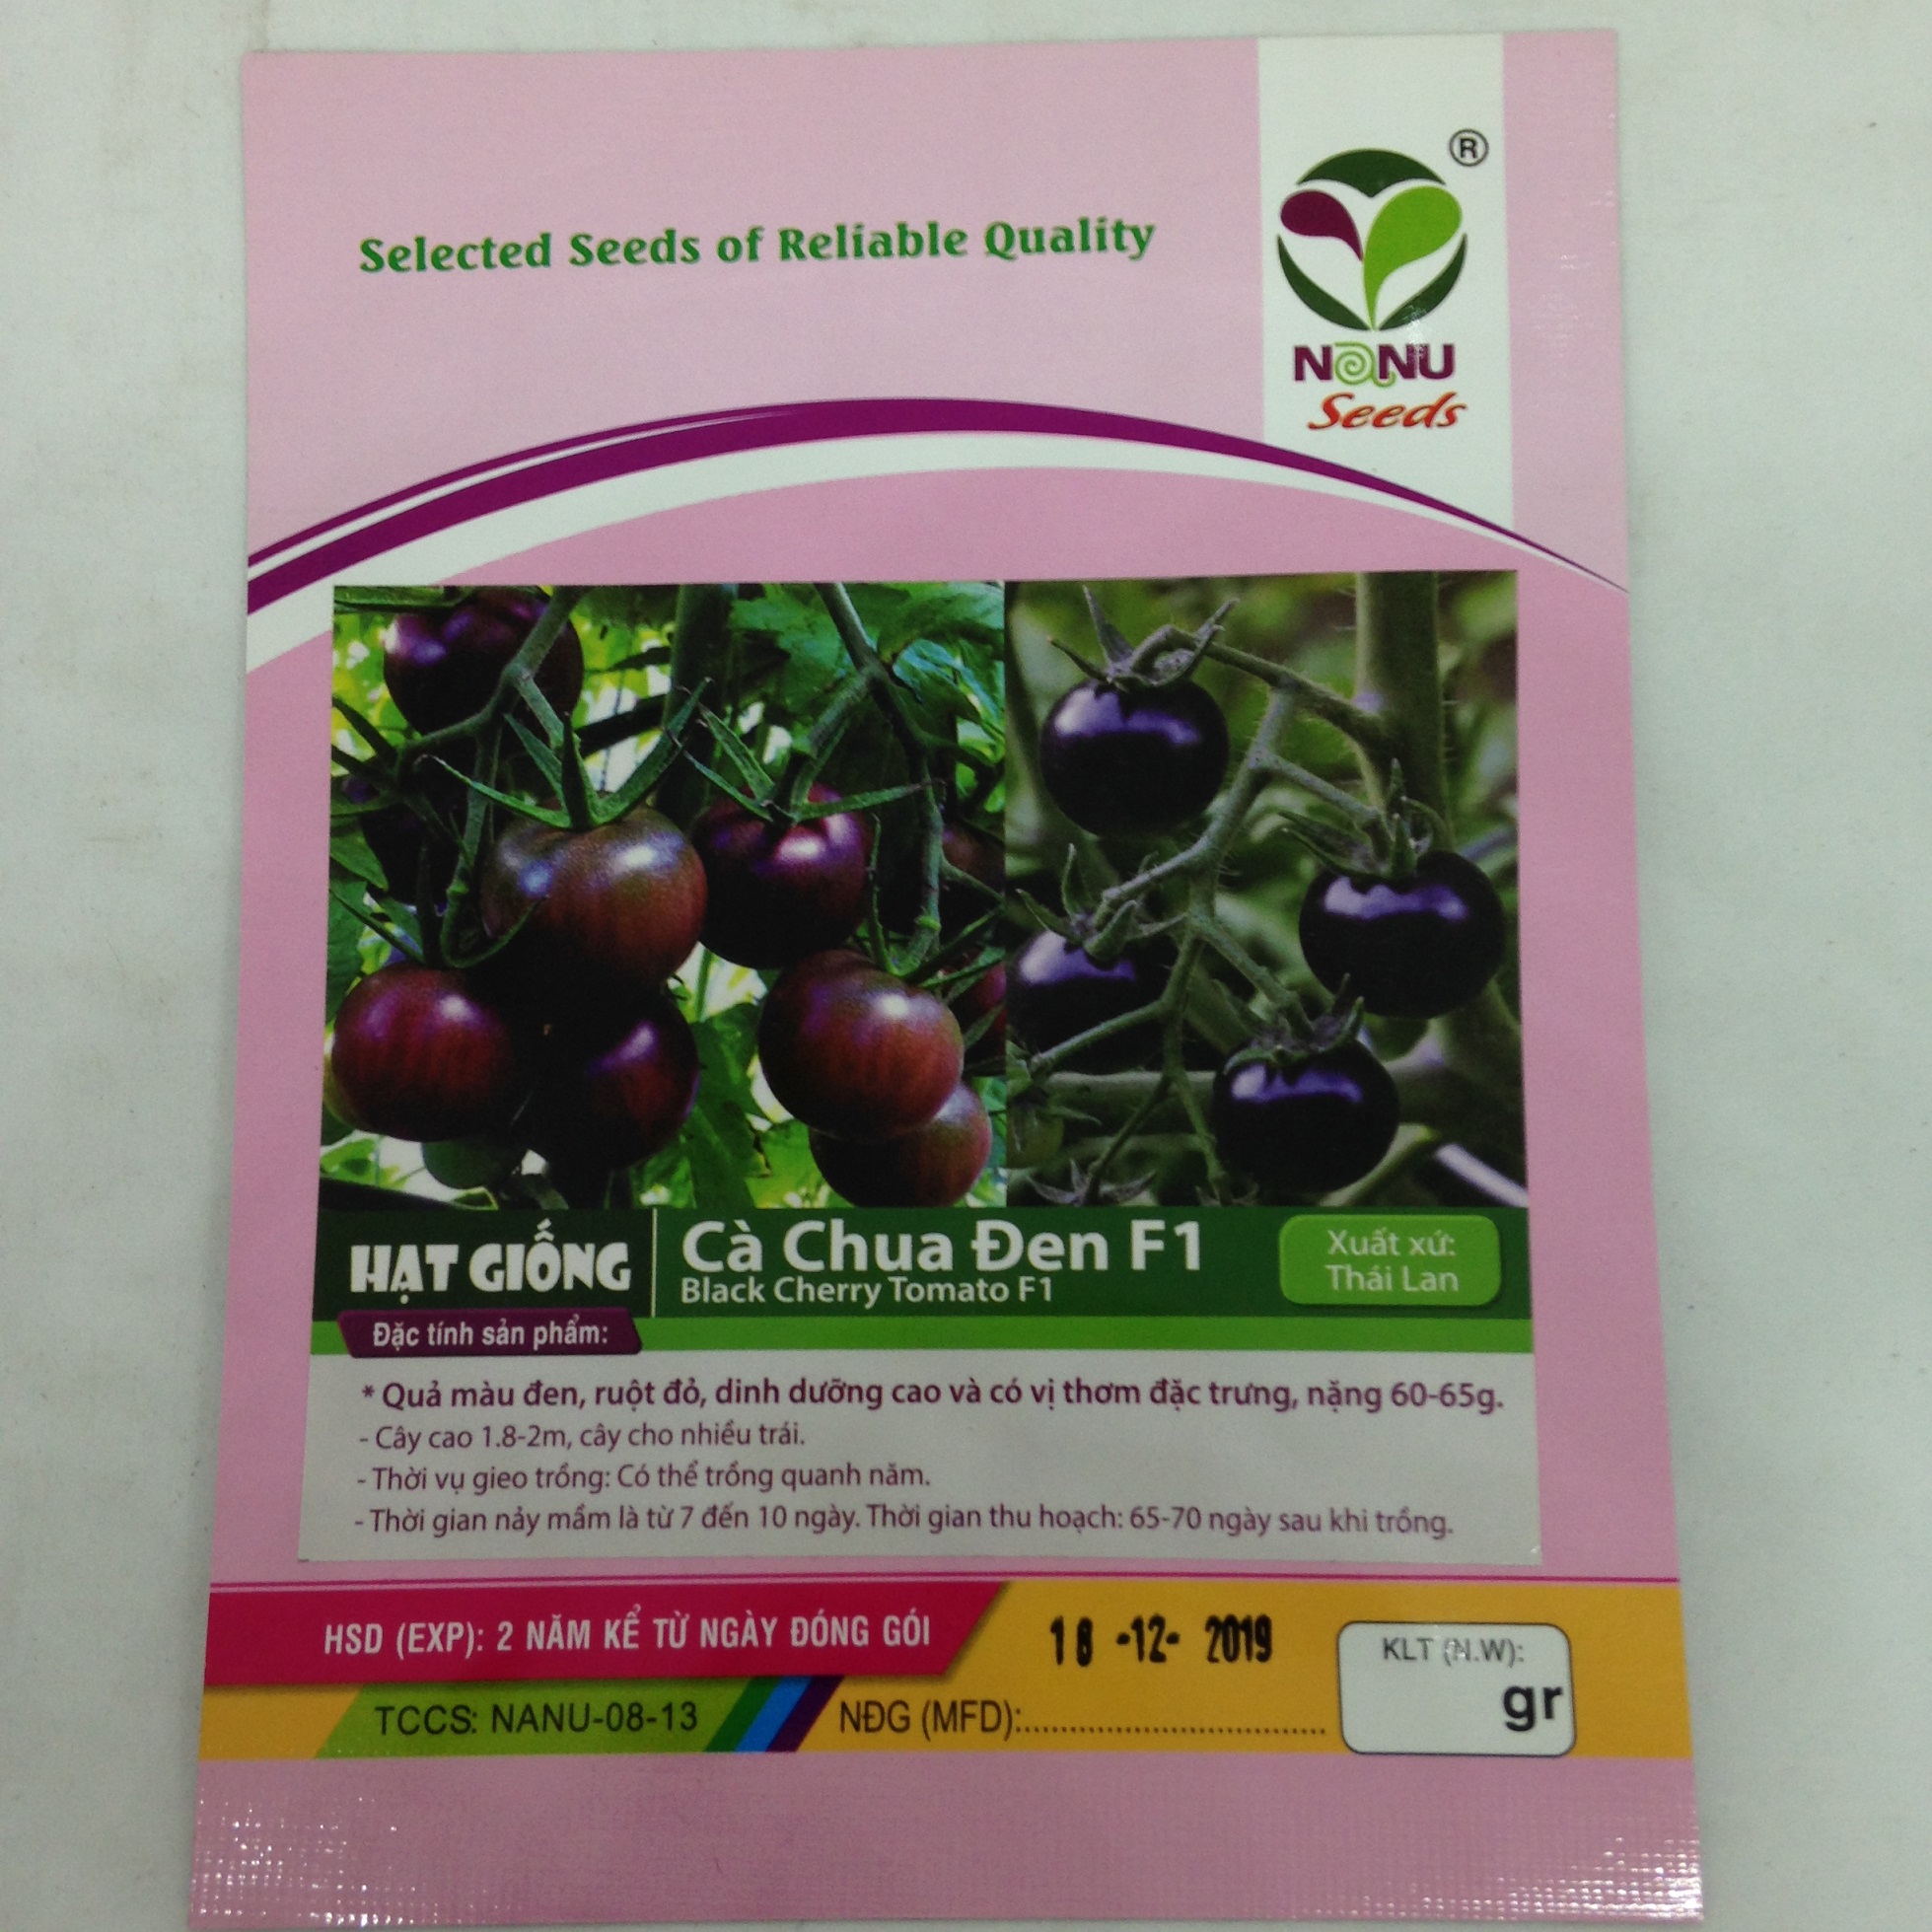 ®
Selected Seeds of Reliable Quality
NANU
Seeds
HẠT GIỐNG
Cà Chua Đen F1
Black Cherry Tomato F1
Xuất xứ:
Thái Lan
Đặc tính sản phẩm:
* Quả màu đen, ruột đỏ, dinh dưỡng cao và có vị thơm đặc trưng, nặng 60-65g.
- Cây cao 1.8-2m, cây cho nhiều trái.
- Thời vụ gieo trồng: Có thể trồng quanh năm.
- Thời gian nảy mầm là từ 7 đến 10 ngày. Thời gian thu hoạch: 65-70 ngày sau khi trồng.
HSD (EXP): 2 NĂM KỂ TỪ NGÀY ĐÓNG GÓI
18 -12- 2019
KLT (N.W):
gr
TCCS: NANU-08-13
NĐG (MFD):................................